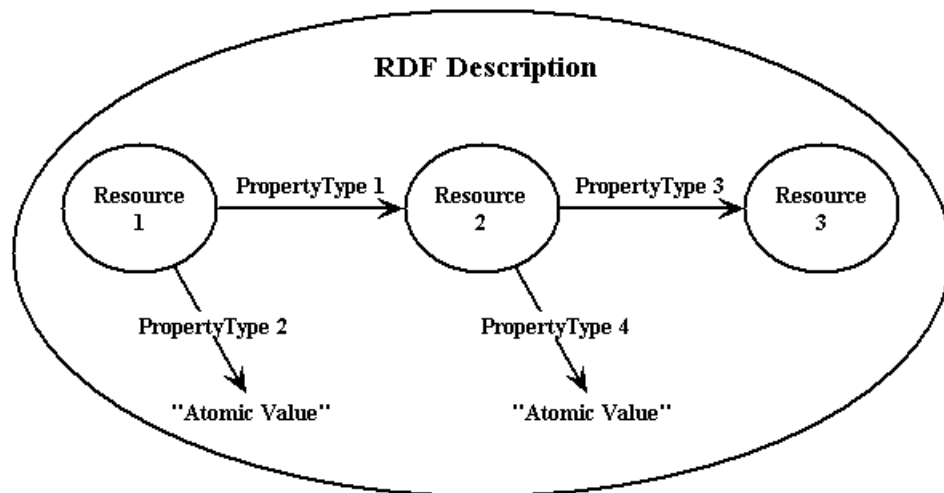 RDF Description
PropertyType 1
PropertyType 3
Resource
1
Resource
2
Resource
3
PropertyType 2
PropertyType 4
"Atomic Value"
"Atomic Value"